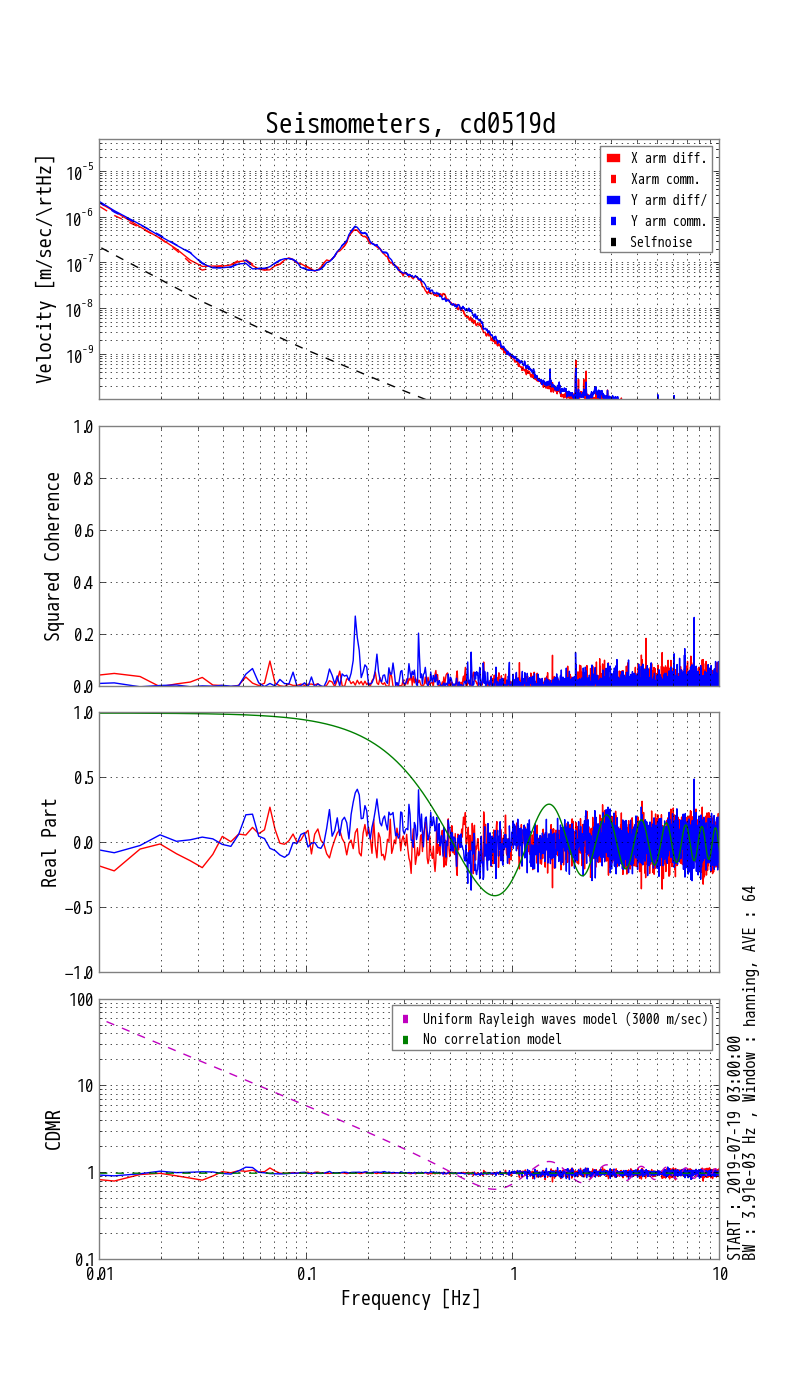 Seismometers, cd0519d
Velocity [m/sec/\rtHz]
10^-5
10^-6
10^-7
10^-8
10^-9
X arm diff.
Xarm comm.
Y arm diff/
Y arm comm.
Selfnoise
Squared Coherence
1.0
0.8
0.6
0.4
0.2
0.0
Real Part
1.0
0.5
0.0
−0.5
−1.0
CDMR
100
10
1
0.1
Uniform Rayleigh waves model (3000 m/sec)
No correlation model
0.01
0.1
1
10
Frequency [Hz]
START : 2019-07-19 03:00:00
BW : 3.91e-03 Hz , Window : hanning, AVE : 64